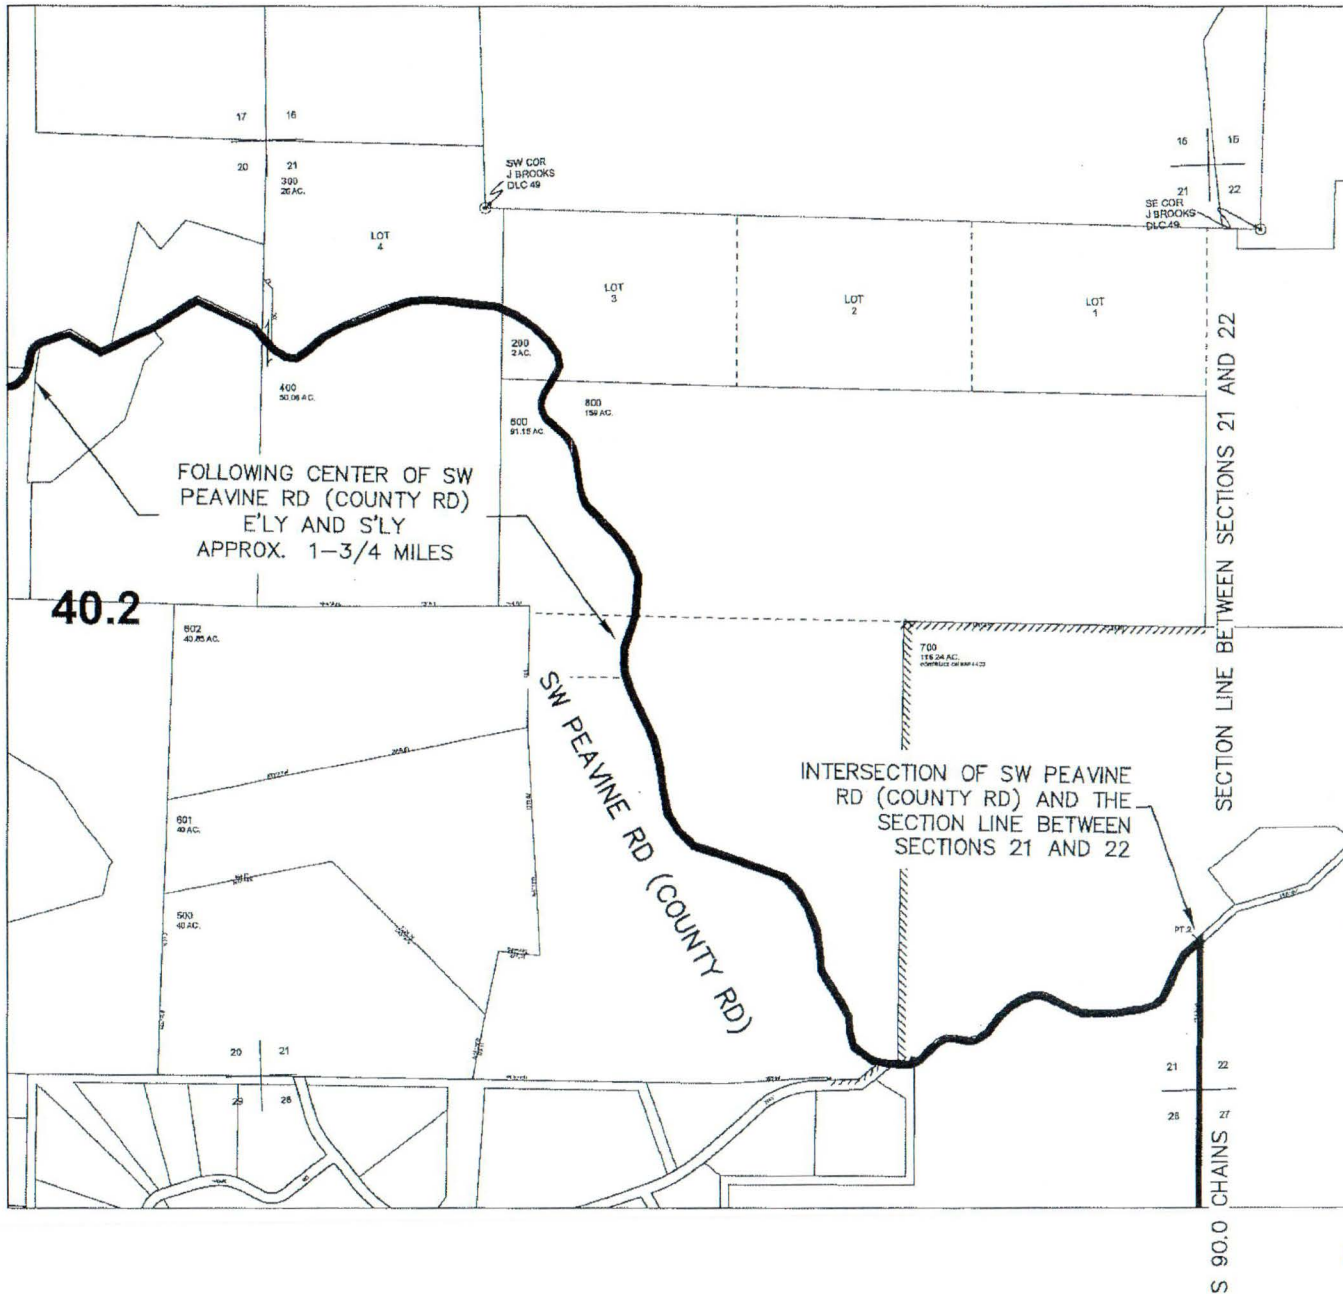 17 16
20 21
300
26 AC.
SW COR
J BROOKS
DLC 49
16 15
21 22
SE COR
J BROOKS
DLC 49
LOT
4
LOT
3
LOT
2
LOT
1
200
2 AC.
400
50.06 AC.
600
91.15 AC.
800
159 AC.
FOLLOWING CENTER OF SW
PEAVINE RD (COUNTY RD)
E'LY AND S'LY
APPROX. 1-3/4 MILES
SECTION LINE BETWEEN SECTIONS 21 AND 22
40.2
602
40.85 AC.
700
116.24 AC.
SW PEAVINE RD (COUNTY RD)
INTERSECTION OF SW PEAVINE
RD (COUNTY RD) AND THE
SECTION LINE BETWEEN
SECTIONS 21 AND 22
601
40 AC.
500
40 AC.
PT.2
20 21
29 28
21 22
28 27
S 90.0 CHAINS